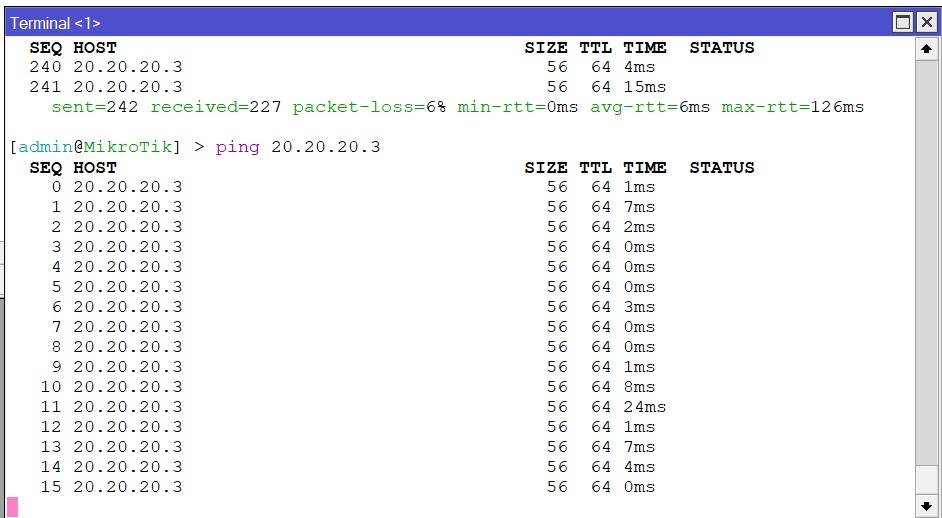 Terminal <1>
SEQ HOST SIZE TTL TIME STATUS
240 20.20.20.3 56 64 4ms
241 20.20.20.3 56 64 15ms
sent=242 received=227 packet-loss=6% min-rtt=0ms avg-rtt=6ms max-rtt=126ms
[admin@MikroTik] > ping 20.20.20.3
SEQ HOST SIZE TTL TIME STATUS
0 20.20.20.3 56 64 1ms
1 20.20.20.3 56 64 7ms
2 20.20.20.3 56 64 2ms
3 20.20.20.3 56 64 0ms
4 20.20.20.3 56 64 0ms
5 20.20.20.3 56 64 0ms
6 20.20.20.3 56 64 3ms
7 20.20.20.3 56 64 0ms
8 20.20.20.3 56 64 0ms
9 20.20.20.3 56 64 1ms
10 20.20.20.3 56 64 8ms
11 20.20.20.3 56 64 24ms
12 20.20.20.3 56 64 1ms
13 20.20.20.3 56 64 7ms
14 20.20.20.3 56 64 4ms
15 20.20.20.3 56 64 0ms